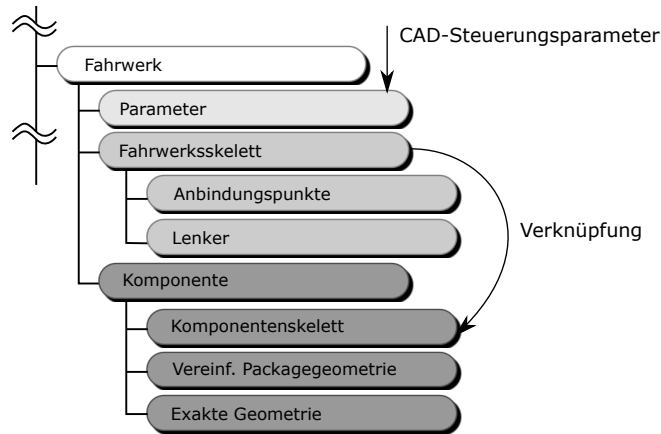 CAD-Steuerungsparameter
Fahrwerk
Parameter
Fahrwerksskelett
Anbindungspunkte
Lenker
Verknüpfung
Komponente
Komponentenskelett
Vereinf. Packagegeometrie
Exakte Geometrie